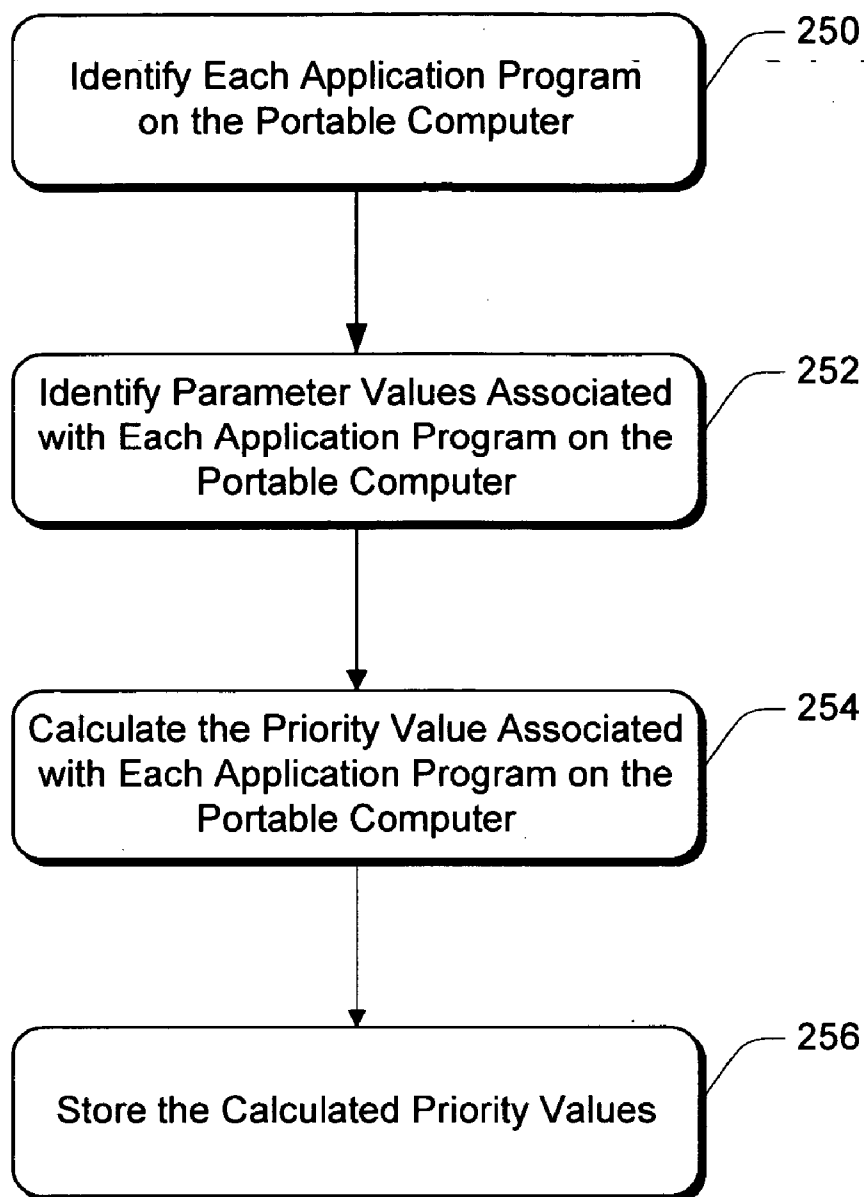 250
Identify Each Application Program
on the Portable Computer
252
Identify Parameter Values Associated
with Each Application Program on the
Portable Computer
254
Calculate the Priority Value Associated
with Each Application Program on the
Portable Computer
256
Store the Calculated Priority Values